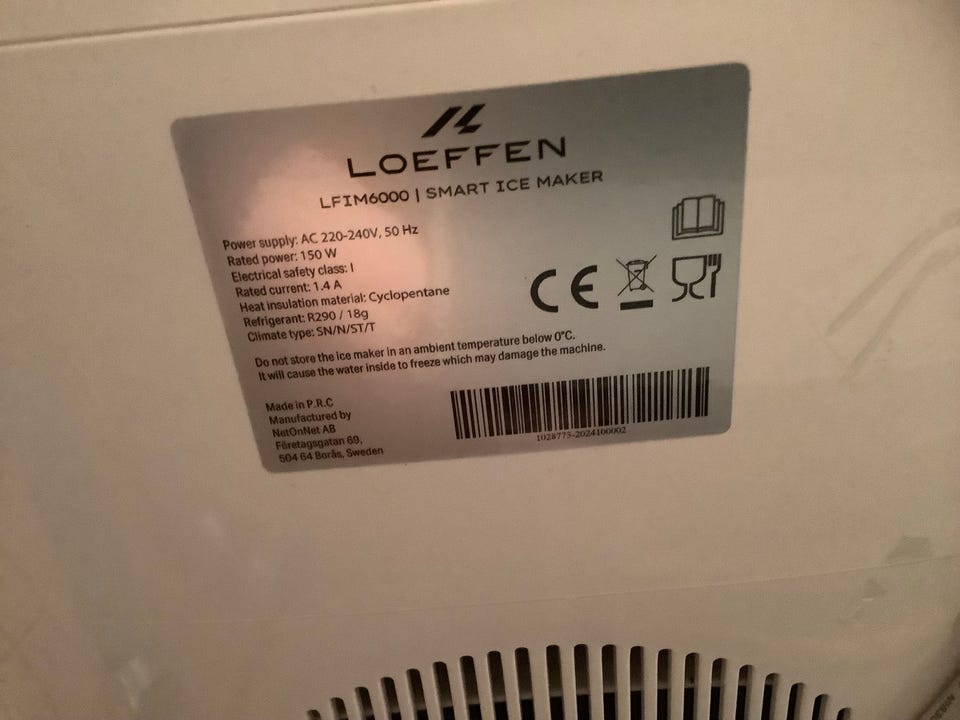 LOEFFEN
LFIM6000 | SMART ICE MAKER
Power supply: AC 220-240V, 50 Hz
Rated power: 150 W
Electrical safety class: I
Rated current: 1.4 A
Heat insulation material: Cyclopentane
Refrigerant: R290 / 18g
Climate type: SN/N/ST/T
CE
Do not store the ice maker in an ambient temperature below 0°C.
It will cause the water inside to freeze which may damage the machine.
Made in P.R.C
Manufactured by
NetOnNet AB
Företagsgatan 69,
504 64 Borås, Sweden
1028773-2024100002